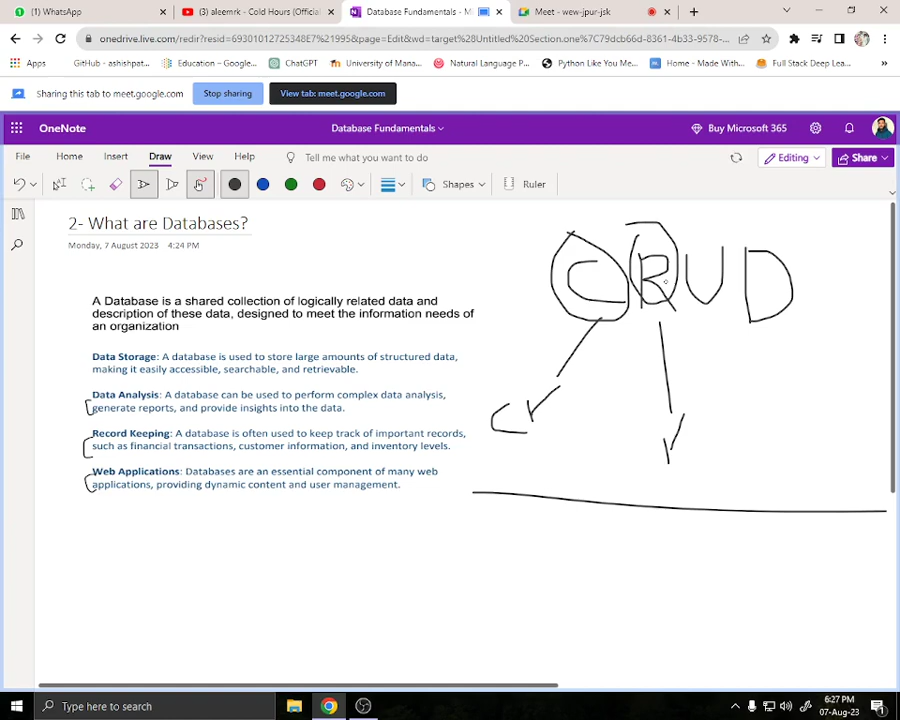 (1) WhatsApp
(3) aleemrk - Cold Hours (Official
Database Fundamentals - M
Meet - wew-jpur-jsk
onedrive.live.com/redir?resid=69301012725348E7%21995&page=Edit&wd=target%28Untitled Section.one%7C79dcb66d-8361-4b33-9578-...
Apps
GitHub - ashishpat...
Education – Google...
ChatGPT
University of Mana...
Natural Language P...
Python Like You Me...
Home - Made With...
Full Stack Deep Lea...
Sharing this tab to meet.google.com
Stop sharing
View tab: meet.google.com
OneNote
Database Fundamentals
Buy Microsoft 365
File
Home
Insert
Draw
View
Help
Tell me what you want to do
Editing
Share
Shapes
Ruler
2- What are Databases?
Monday, 7 August 2023 4:24 PM
A Database is a shared collection of logically related data and
description of these data, designed to meet the information needs of
an organization
Data Storage: A database is used to store large amounts of structured data,
making it easily accessible, searchable, and retrievable.
Data Analysis: A database can be used to perform complex data analysis,
generate reports, and provide insights into the data.
Record Keeping: A database is often used to keep track of important records,
such as financial transactions, customer information, and inventory levels.
Web Applications: Databases are an essential component of many web
applications, providing dynamic content and user management.
CRUD
Cr
r
Type here to search
6:27 PM
07-Aug-23
1